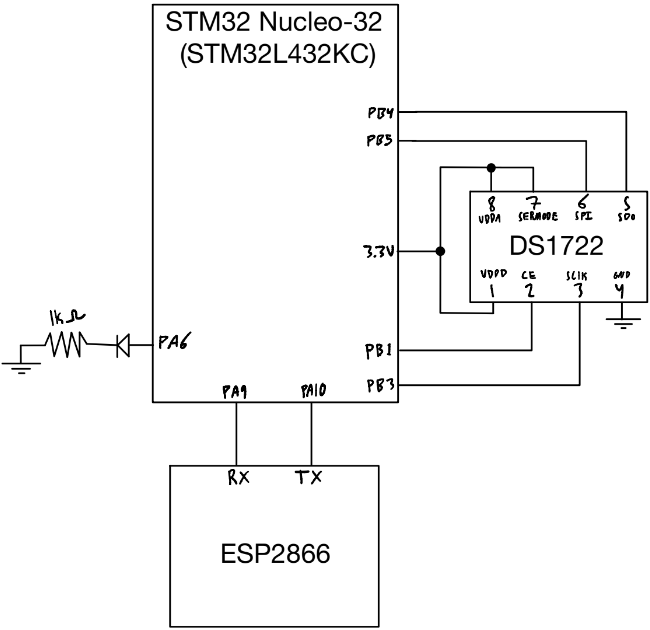 STM32 Nucleo-32
(STM32L432KC)
PB4
PB5
8 7 6 5
VDDA SERMODE SPI SDO
DS1722
3.3V
VDDD CE SCLK GND
1 2 3 4
1kΩ
PA6
PB1
PB3
PA9 PA10
RX TX
ESP2866